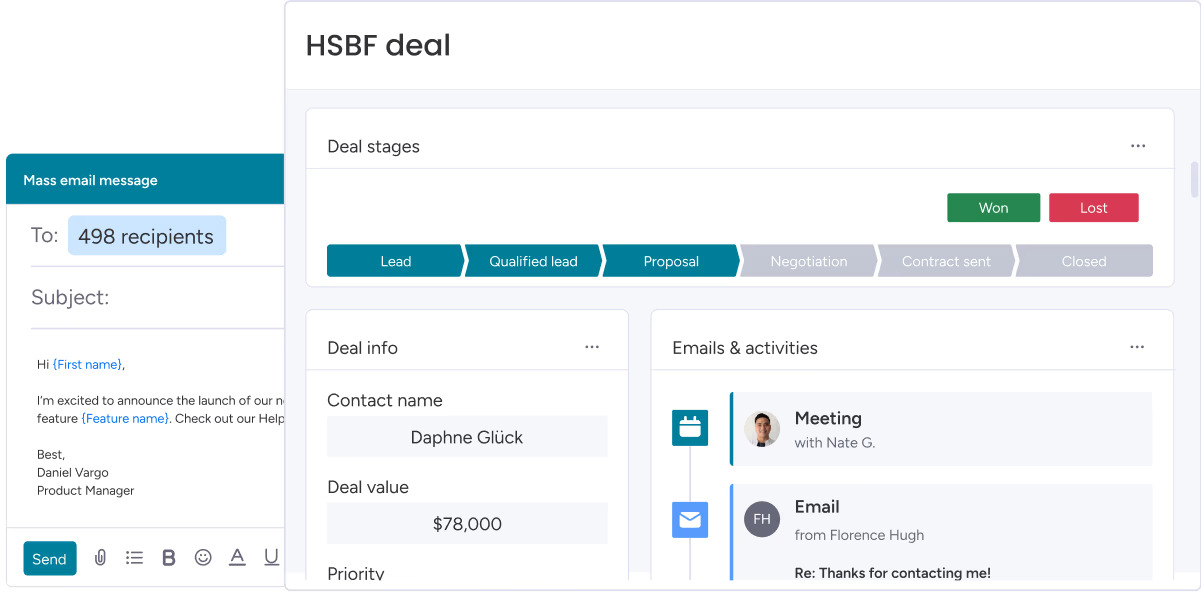 HSBF deal
Deal stages
Won
Lost
Lead
Qualified lead
Proposal
Negotiation
Contract sent
Closed
Mass email message
To: 498 recipients
Subject:
Hi {First name},
I'm excited to announce the launch of our
feature {Feature name}. Check out our Help
Best,
Daniel Vargo
Product Manager
Send
B
A
U
Deal info
Contact name
Daphne Glück
Deal value
$78,000
Priority
Emails & activities
Meeting
with Nate G.
FH
Email
from Florence Hugh
Re: Thanks for contacting me!